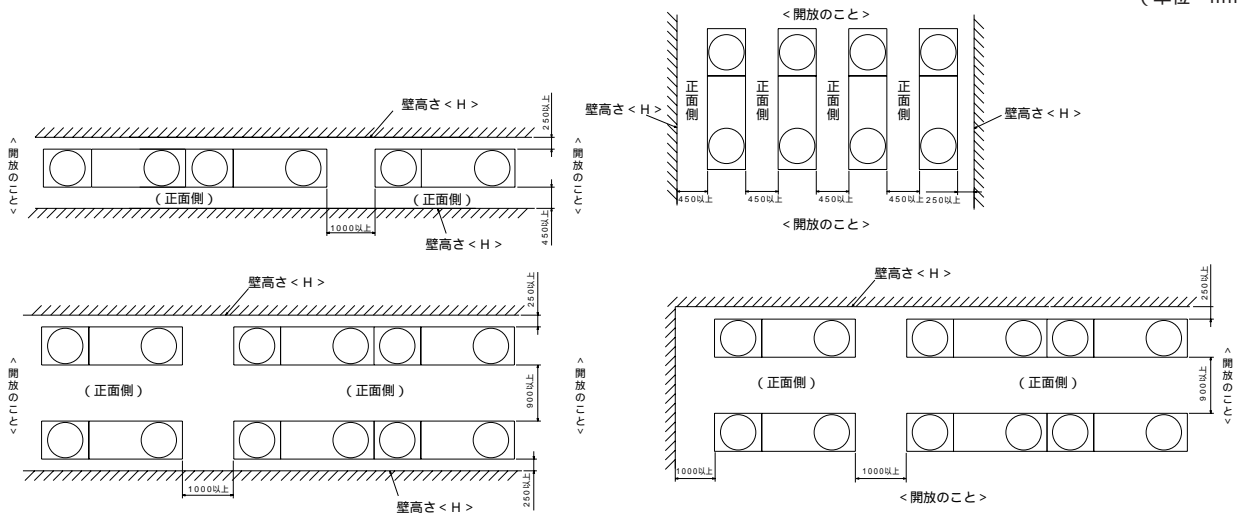 <開放のこと>
壁高さ<H>
250以上
<開放のこと>
(正面側)
(正面側)
1000以上
450以上
壁高さ<H>
<開放のこと>
<開放のこと>
壁高さ<H>
正面側
正面側
正面側
正面側
壁高さ<H>
450以上
450以上
450以上
450以上
250以上
<開放のこと>
壁高さ<H>
250以上
<開放のこと>
(正面側)
(正面側)
900以上
<開放のこと>
1000以上
壁高さ<H>
250以上
壁高さ<H>
250以上
(正面側)
(正面側)
900以上
<開放のこと>
1000以上
1000以上
<開放のこと>